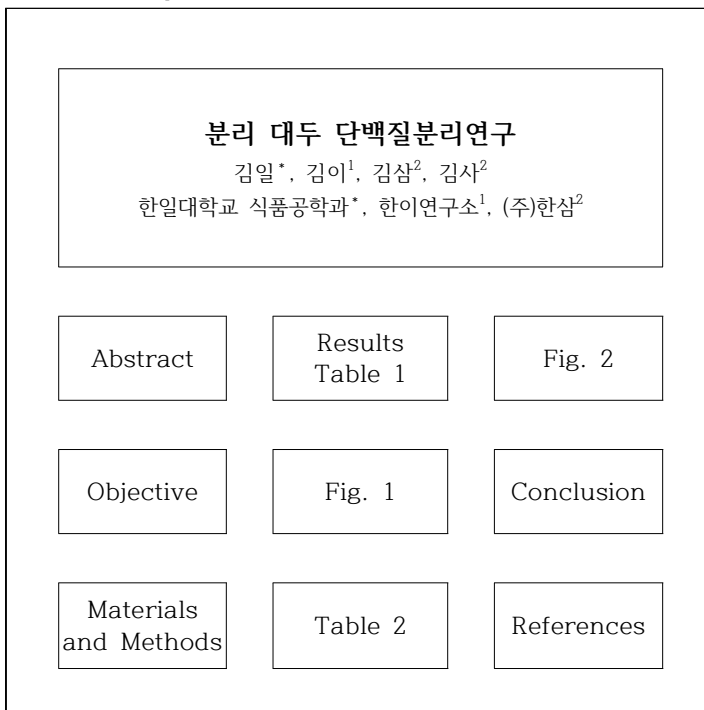 분리 대두 단백질분리연구
김일*, 김이1, 김삼2, 김사2
한일대학교 식품공학과*, 한이연구소1, (주)한삼2
Abstract
Objective
Materials
and Methods
Results
Table 1
Fig. 1
Table 2
Fig. 2
Conclusion
References